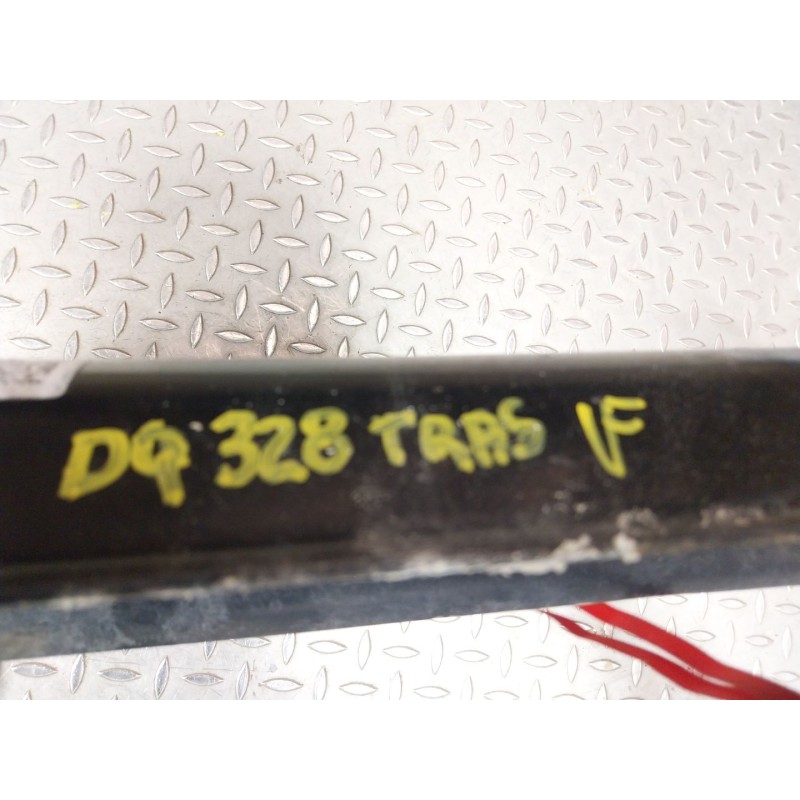 DQ 328 TRAS VF